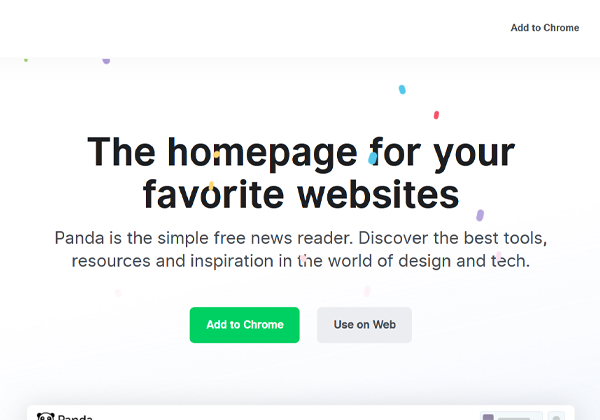 Add to Chrome
The homepage for your
favorite websites
Panda is the simple free news reader. Discover the best tools,
resources and inspiration in the world of design and tech.
Add to Chrome
Use on Web
Panda